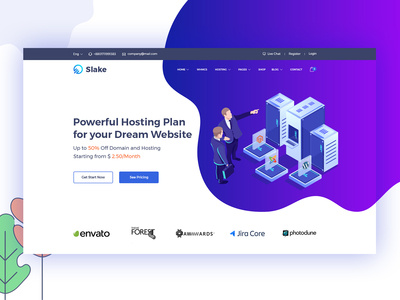 Eng
company@mail.com
Live Chat
Register
Login
Slake
HOME
DOMAIN
HOSTING
PAGES
SHOP
BLOG
CONTACT
Powerful Hosting Plan
for your Dream Website
Up to 50% Off Domain and Hosting
Starting from $ 2.50/Month
Get Start Now
See Pricing
envato
FOREST
AWWWARDS
Jira Core
photodune